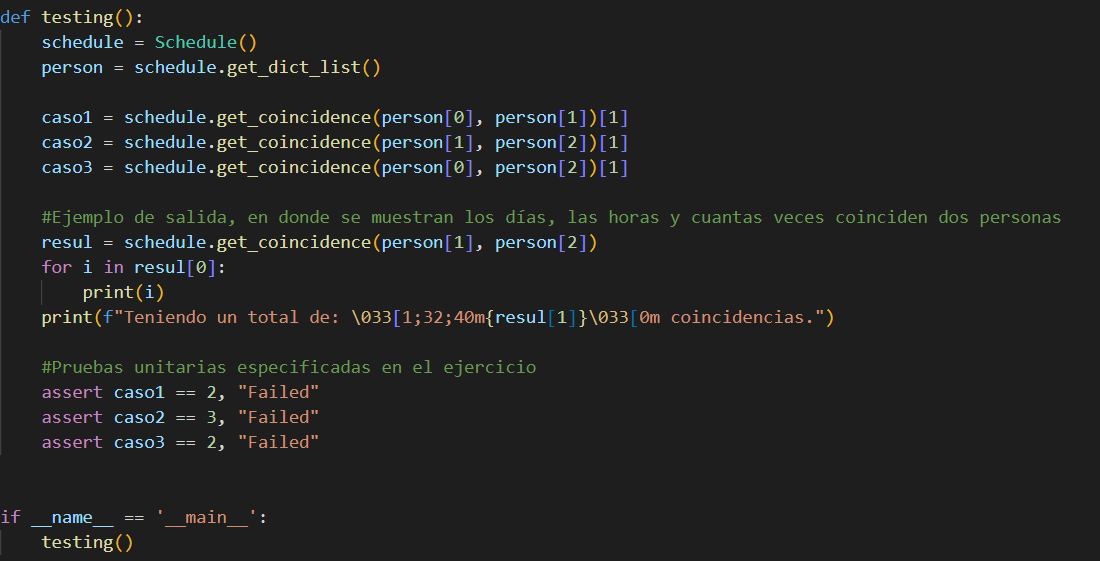 def testing():
    schedule = Schedule()
    person = schedule.get_dict_list()

    caso1 = schedule.get_coincidence(person[0], person[1])[1]
    caso2 = schedule.get_coincidence(person[1], person[2])[1]
    caso3 = schedule.get_coincidence(person[0], person[2])[1]

    #Ejemplo de salida, en donde se muestran los días, las horas y cuantas veces coinciden dos personas
    resul = schedule.get_coincidence(person[1], person[2])
    for i in resul[0]:
        print(i)
    print(f"Teniendo un total de: \033[1;32;40m{resul[1]}\033[0m coincidencias.")

    #Pruebas unitarias especificadas en el ejercicio
    assert caso1 == 2, "Failed"
    assert caso2 == 3, "Failed"
    assert caso3 == 2, "Failed"


if __name__ == '__main__':
    testing()